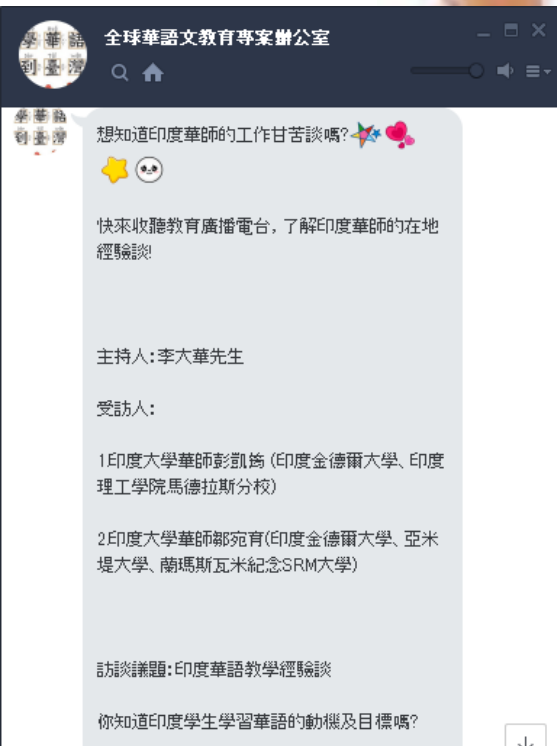 學華語
到臺灣
全球華語文教育專案辦公室
學華語
到臺灣
想知道印度華師的工作甘苦談嗎?
快來收聽教育廣播電台, 了解印度華師的在地
經驗談!
主持人:李大華先生
受訪人:
1印度大學華師彭凱筠 (印度金德爾大學、印度
理工學院馬德拉斯分校)
2印度大學華師鄒宛育(印度金德爾大學、亞米
堤大學、蘭瑪斯瓦米紀念SRM大學)
訪談議題:印度華語教學經驗談
你知道印度學生學習華語的動機及目標嗎?